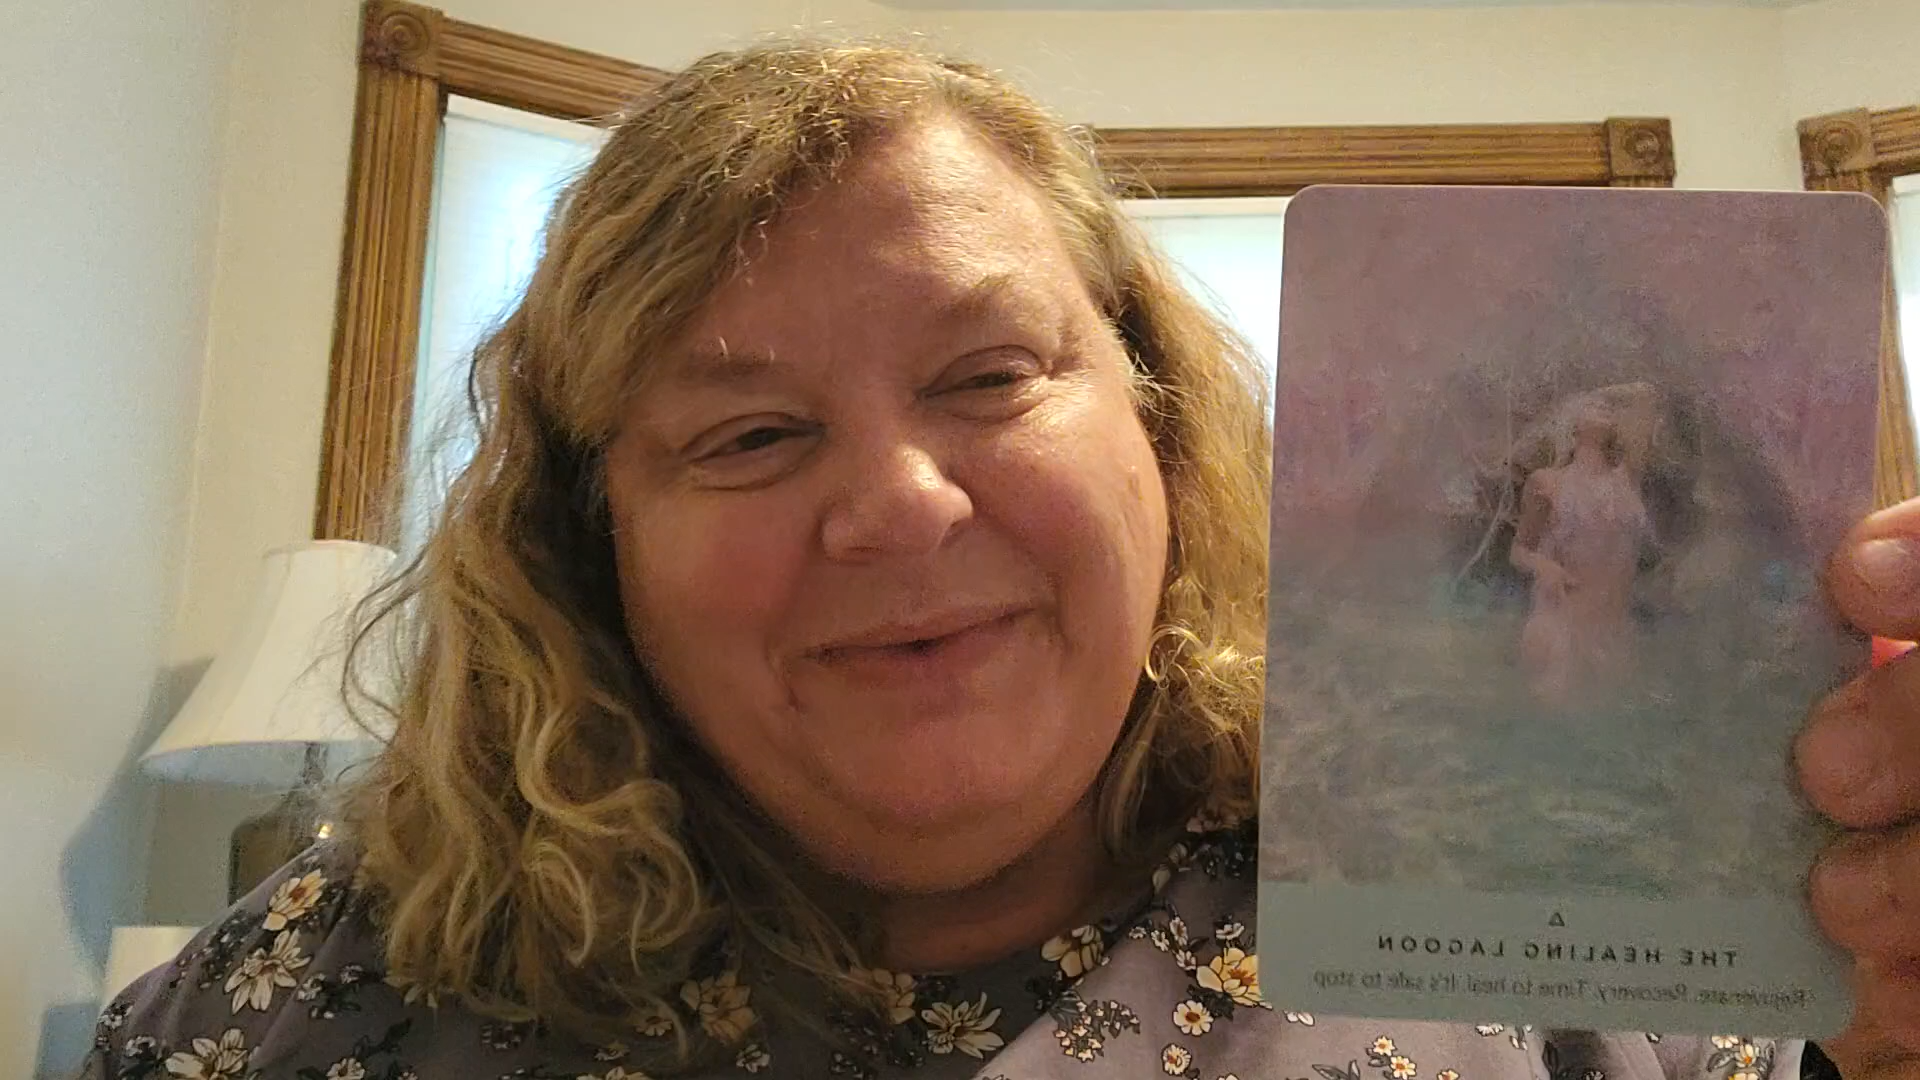 THE HEALING LAGOON
Rejuvenate. Recovery. Time to heal. It's safe to stop